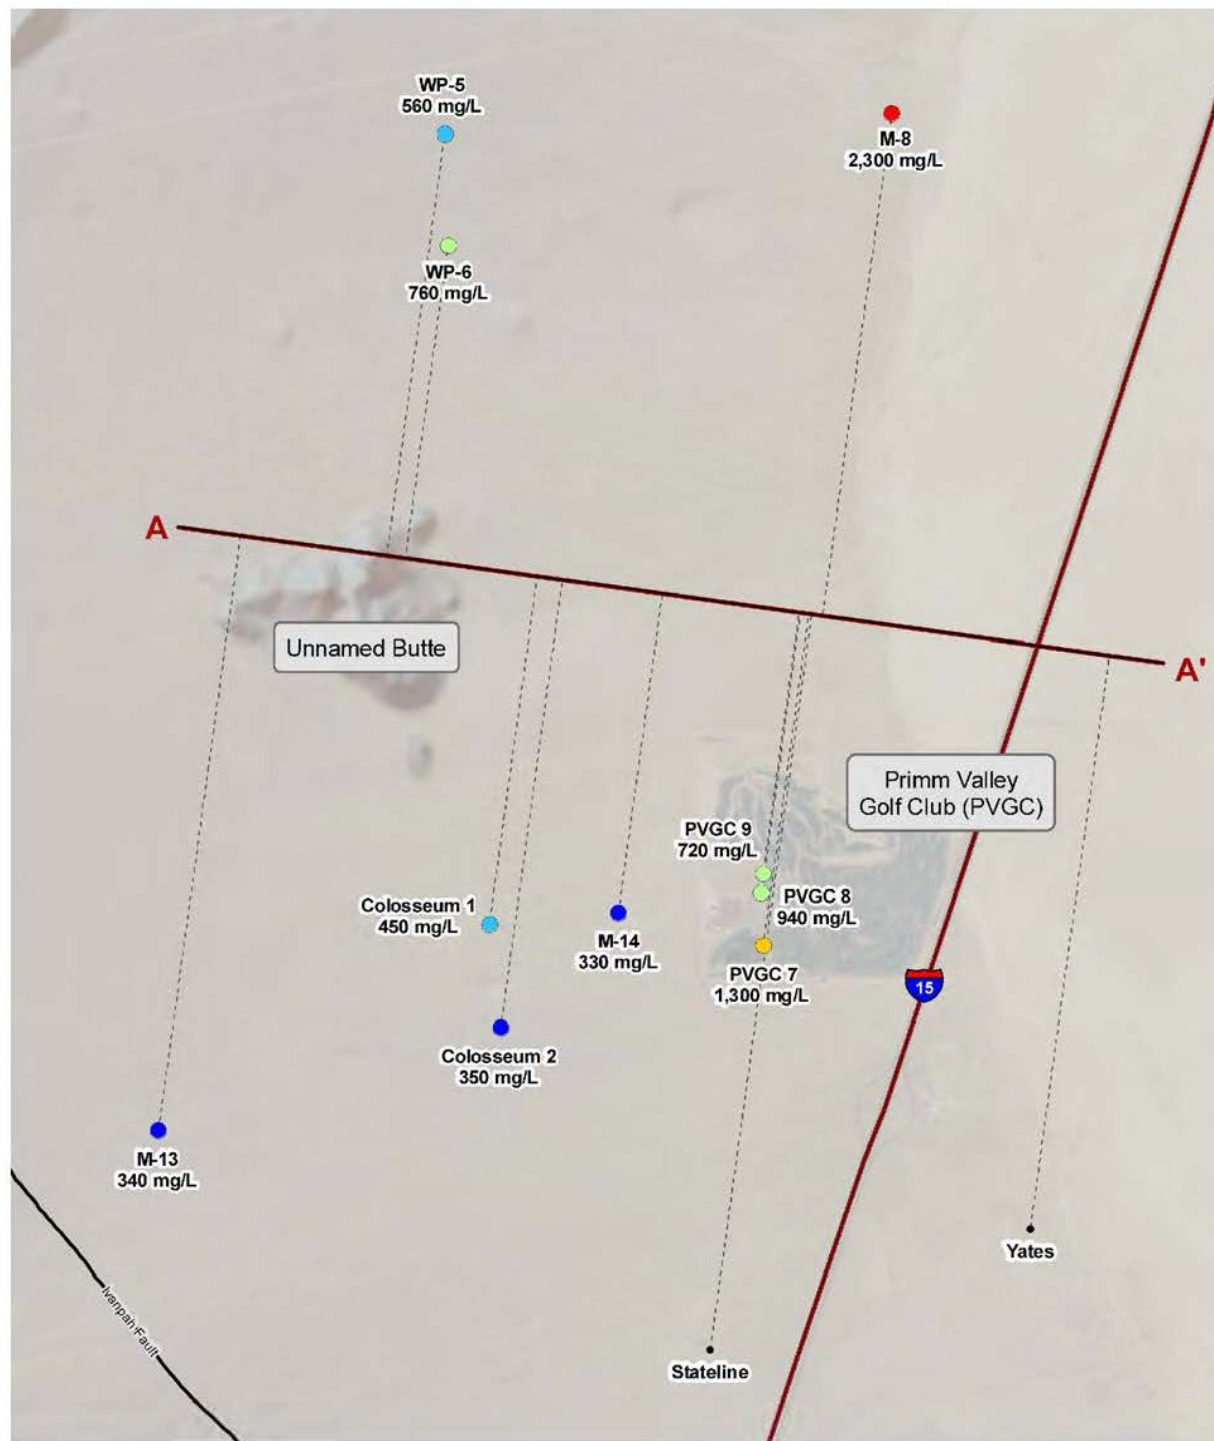 WP-5
560 mg/L
M-8
2,300 mg/L
WP-6
760 mg/L
A
Unnamed Butte
A'
Primm Valley
Golf Club (PVGC)
PVGC 9
720 mg/L
PVGC 8
940 mg/L
Colosseum 1
450 mg/L
M-14
330 mg/L
PVGC 7
1,300 mg/L
15
Colosseum 2
350 mg/L
M-13
340 mg/L
Yates
Ivanpah Fault
Stateline